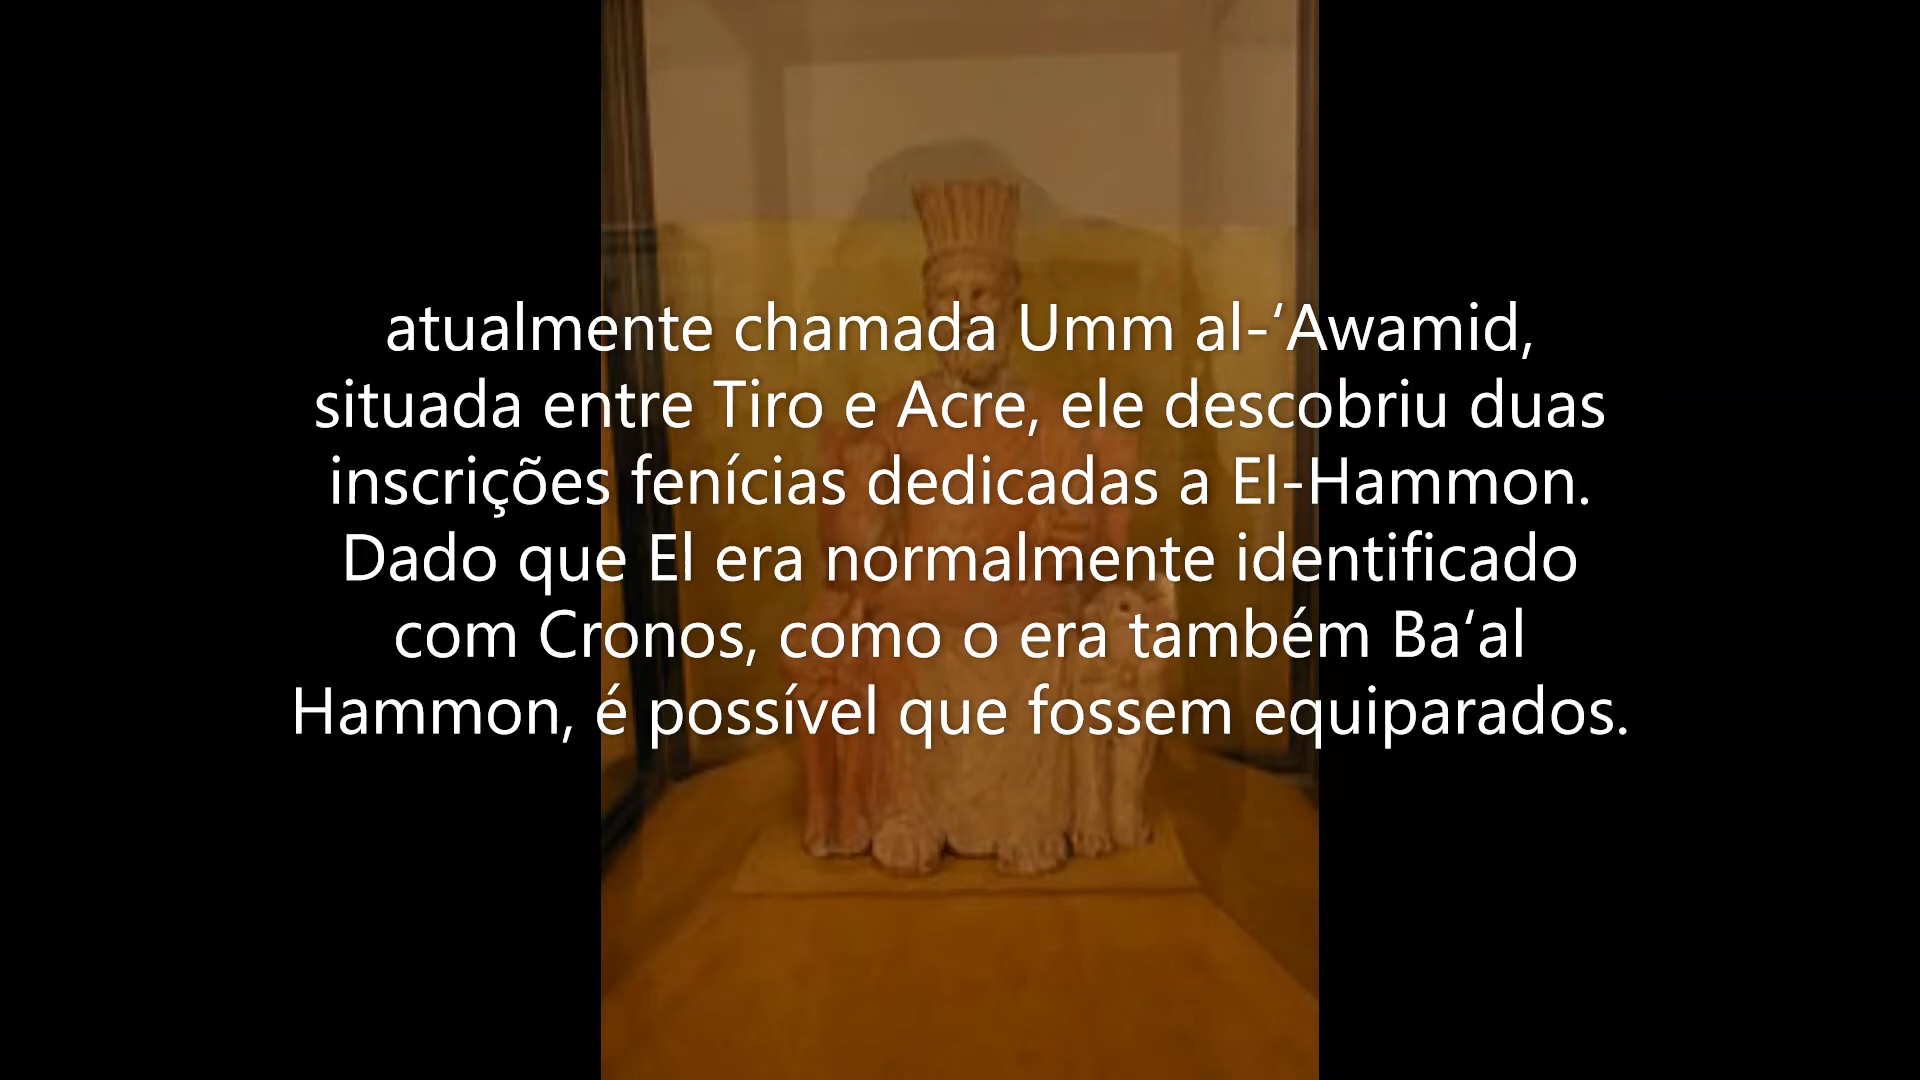 atualmente chamada Umm al-‘Awamid,
situada entre Tiro e Acre, ele descobriu duas
inscrições fenícias dedicadas a El-Hammon.
Dado que El era normalmente identificado
com Cronos, como o era também Ba‘al
Hammon, é possível que fossem equiparados.